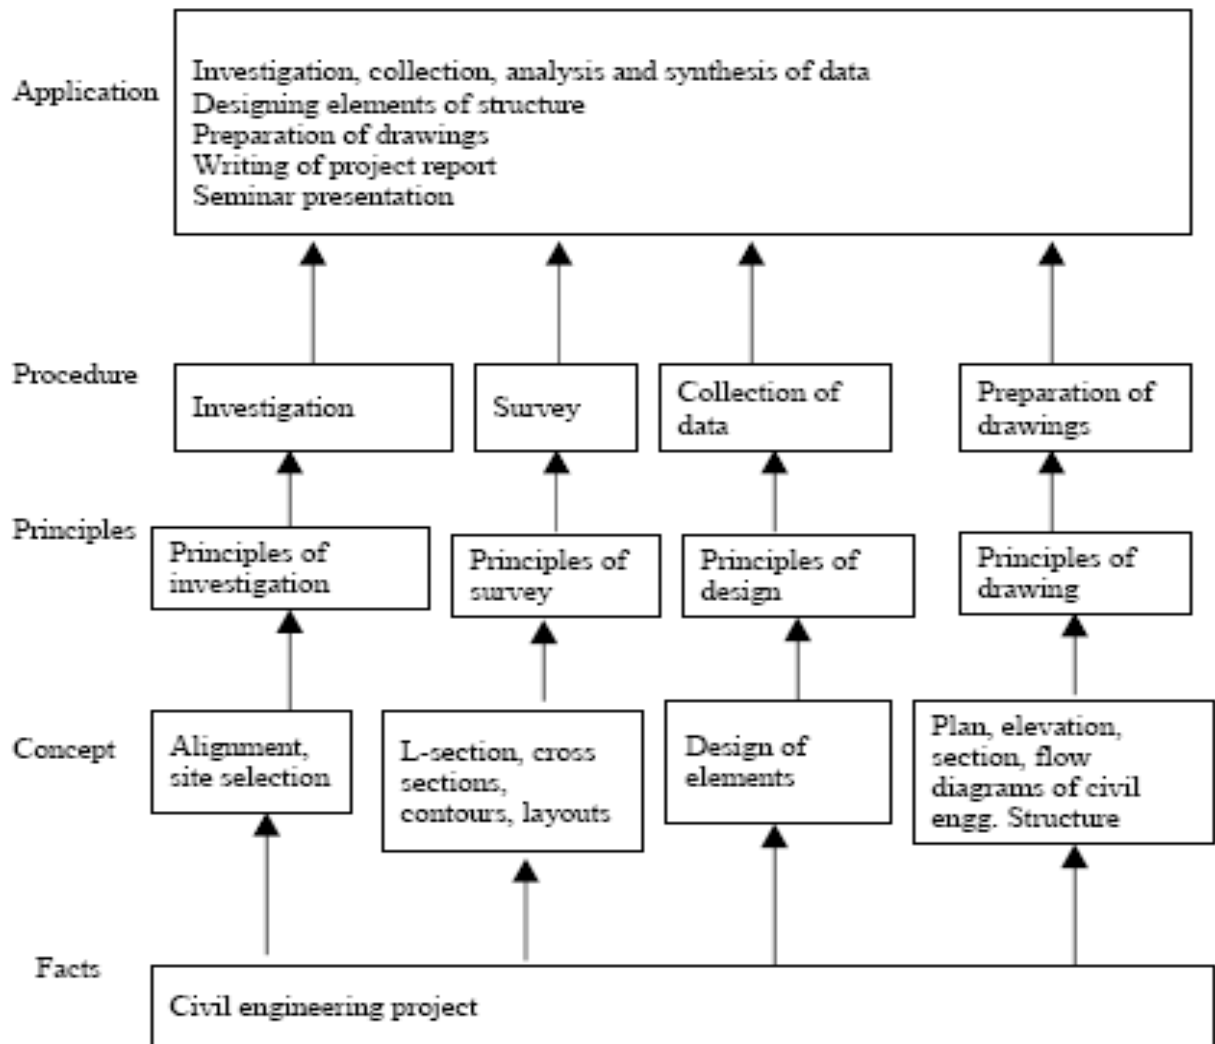 Application
Investigation, collection, analysis and synthesis of data
Designing elements of structure
Preparation of drawings
Writing of project report
Seminar presentation
Procedure
Investigation
Survey
Collection of
data
Preparation of
drawings
Principles
Principles of
investigation
Principles of
survey
Principles of
design
Principles of
drawing
Concept
Alignment,
site selection
L-section, cross
sections,
contours, layouts
Design of
elements
Plan, elevation,
section, flow
diagrams of civil
engg. Structure
Facts
Civil engineering project